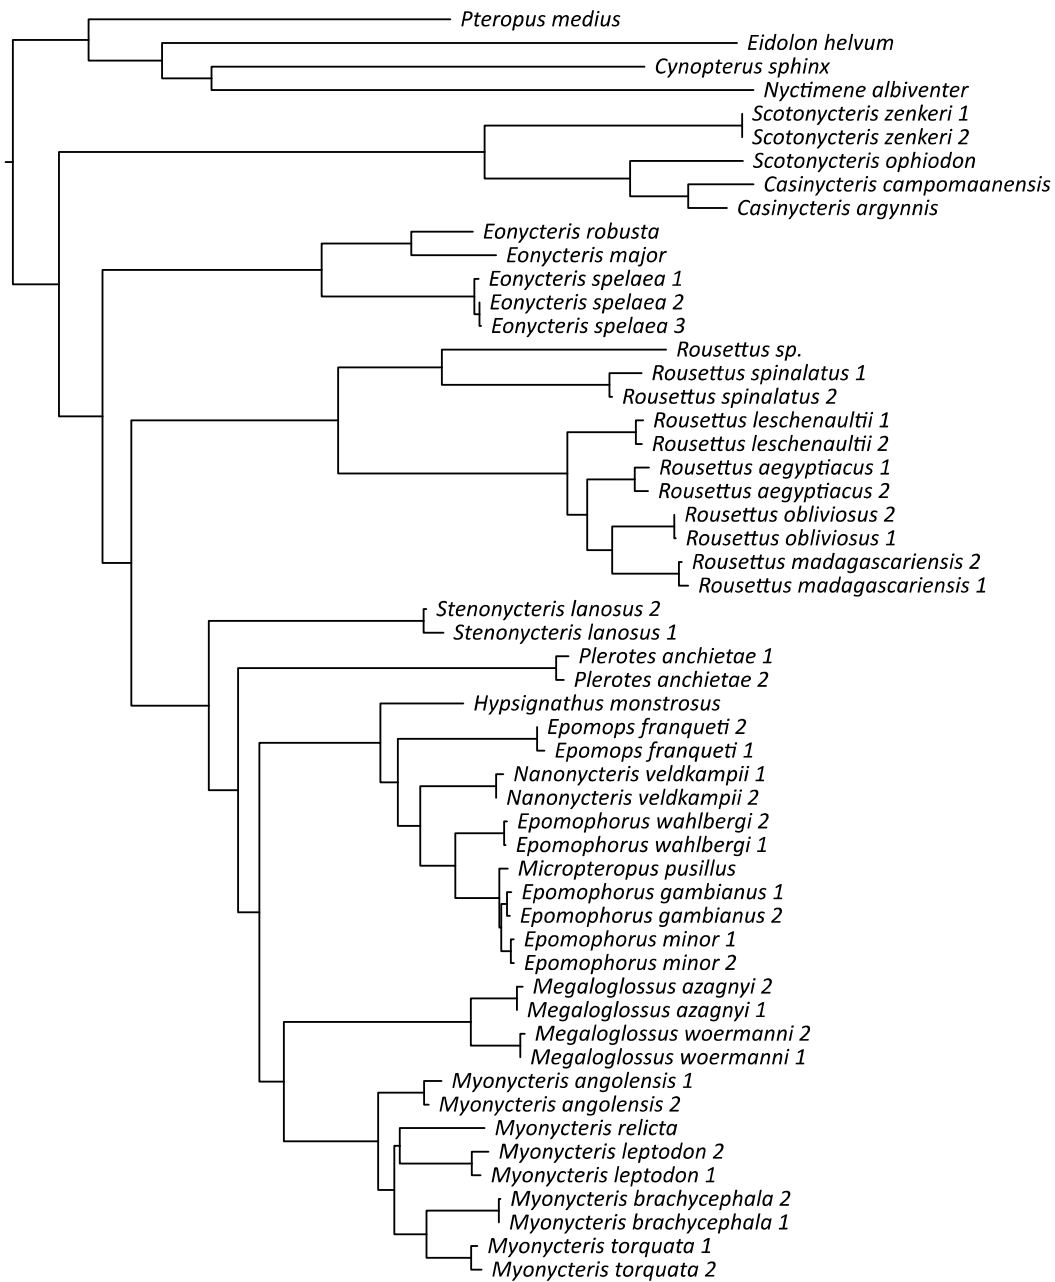 Pteropus medius
Eidolon helvum
Cynopterus sphinx
Nyctimene albiventer
Scotonycteris zenkeri 1
Scotonycteris zenkeri 2
Scotonycteris ophiodon
Casinycteris campomaanensis
Casinycteris argynnis
Eonycteris robusta
Eonycteris major
Eonycteris spelaea 1
Eonycteris spelaea 2
Eonycteris spelaea 3
Rousettus sp.
Rousettus spinalatus 1
Rousettus spinalatus 2
Rousettus leschenaultii 1
Rousettus leschenaultii 2
Rousettus aegyptiacus 1
Rousettus aegyptiacus 2
Rousettus obliviosus 2
Rousettus obliviosus 1
Rousettus madagascariensis 2
Rousettus madagascariensis 1
Stenonycteris lanosus 2
Stenonycteris lanosus 1
Plerotes anchietae 1
Plerotes anchietae 2
Hypsignathus monstrosus
Epomops franqueti 2
Epomops franqueti 1
Nanonycteris veldkampii 1
Nanonycteris veldkampii 2
Epomophorus wahlbergi 2
Epomophorus wahlbergi 1
Micropteropus pusillus
Epomophorus gambianus 1
Epomophorus gambianus 2
Epomophorus minor 1
Epomophorus minor 2
Megaloglossus azagnyi 2
Megaloglossus azagnyi 1
Megaloglossus woermanni 2
Megaloglossus woermanni 1
Myonycteris angolensis 1
Myonycteris angolensis 2
Myonycteris relicta
Myonycteris leptodon 2
Myonycteris leptodon 1
Myonycteris brachycephala 2
Myonycteris brachycephala 1
Myonycteris torquata 1
Myonycteris torquata 2